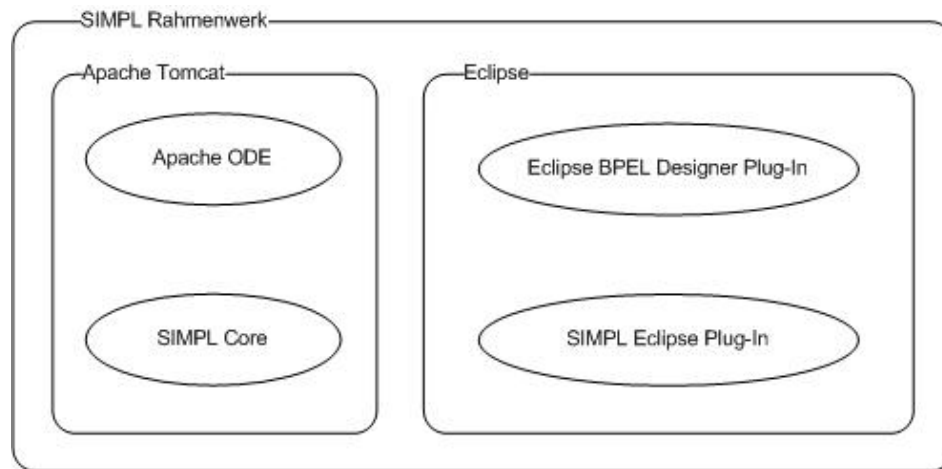 SIMPL Rahmenwerk
Apache Tomcat
Apache ODE
SIMPL Core
Eclipse
Eclipse BPEL Designer Plug-In
SIMPL Eclipse Plug-In